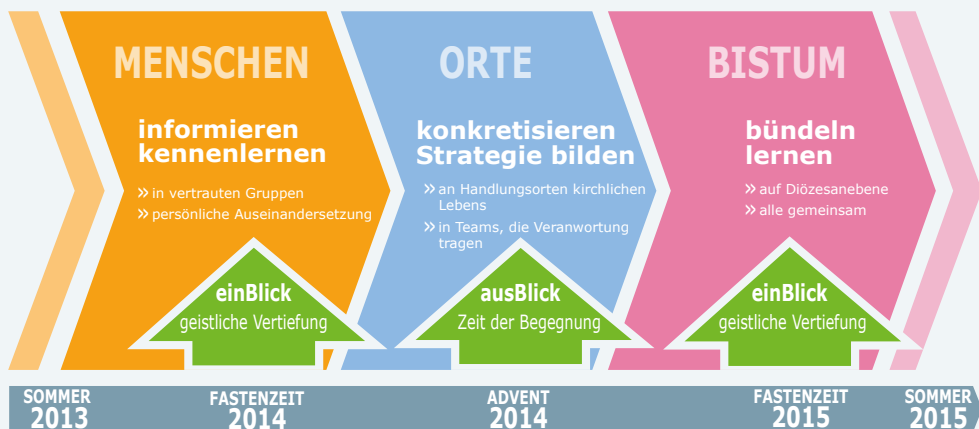 MENSCHEN
informieren
kennenlernen
» in vertrauten Gruppen
» persönliche Auseinandersetzung
ORTE
konkretisieren
Strategie bilden
» an Handlungsorten kirchlichen
Lebens
» in Teams, die Veranwortung
tragen
BISTUM
bündeln
lernen
» auf Diözesanebene
» alle gemeinsam
einBlick
geistliche Vertiefung
ausBlick
Zeit der Begegnung
einBlick
geistliche Vertiefung
SOMMER
2013
FASTENZEIT
2014
ADVENT
2014
FASTENZEIT
2015
SOMMER
2015